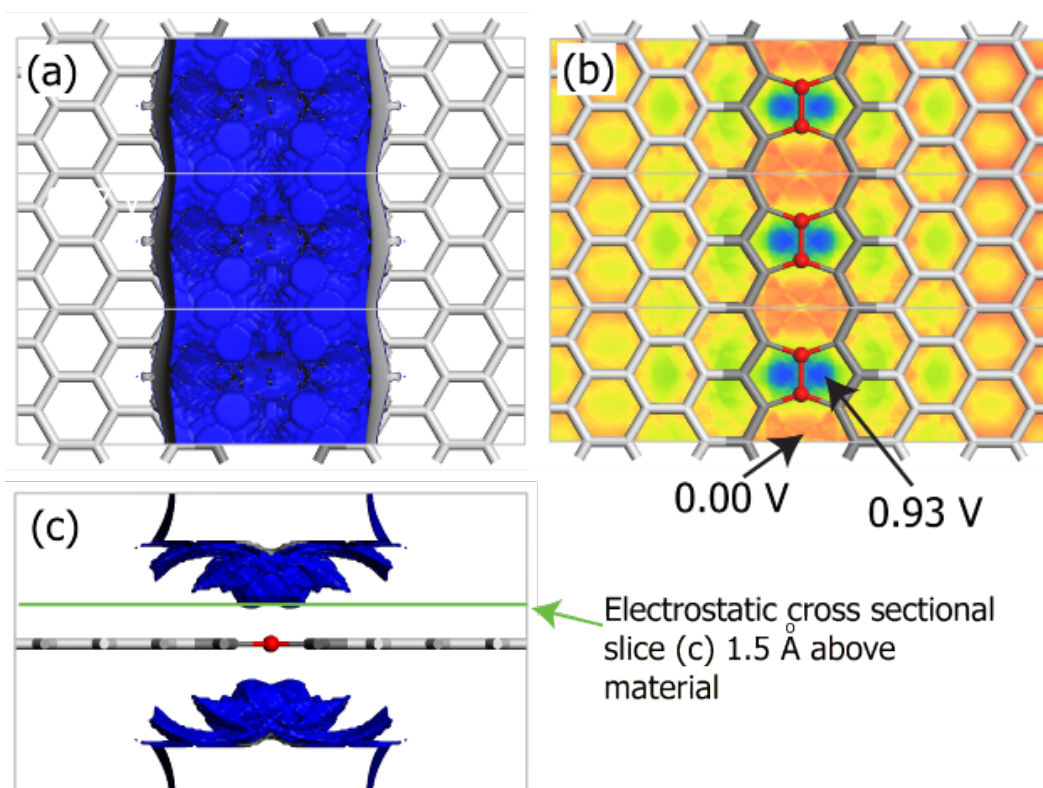 (a)
(b)
V
0.00 V
0.93 V
(c)
Electrostatic cross sectional
slice (c) 1.5 Å above
material